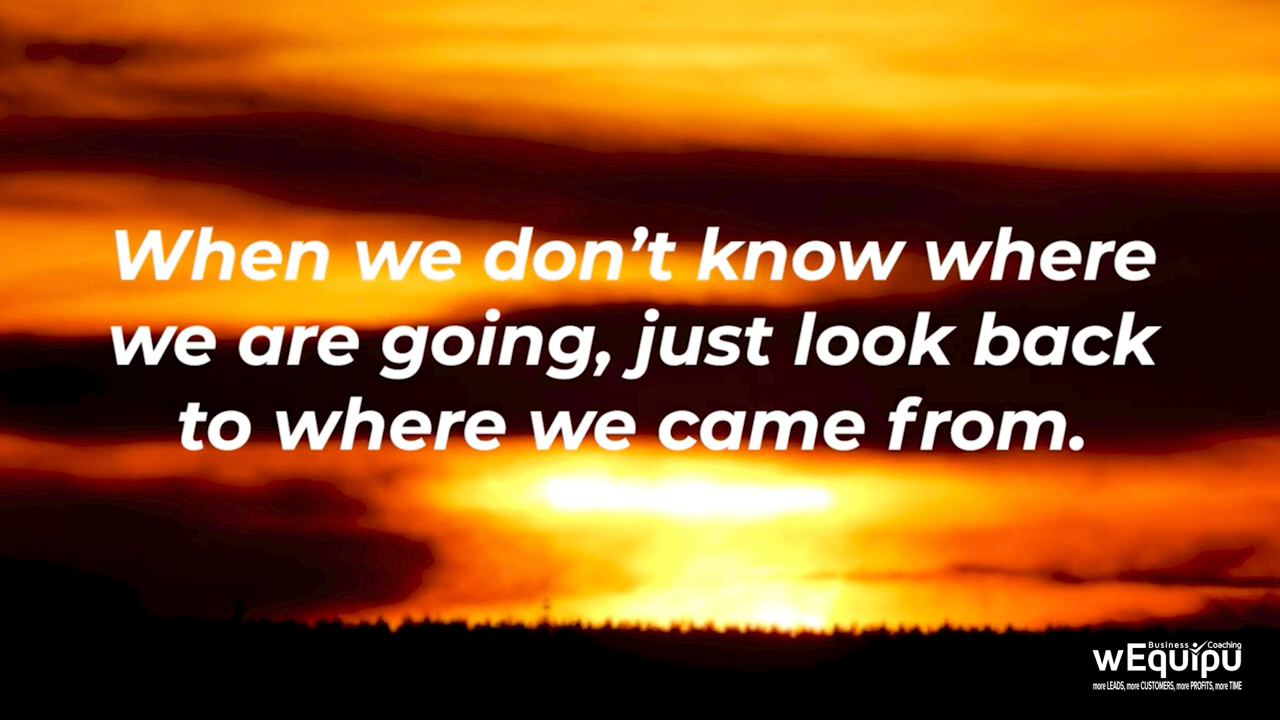 When we don’t know where
we are going, just look back
to where we came from.
Business Coaching
wEquipu
more LEADS, more CUSTOMERS, more PROFITS, more TIME